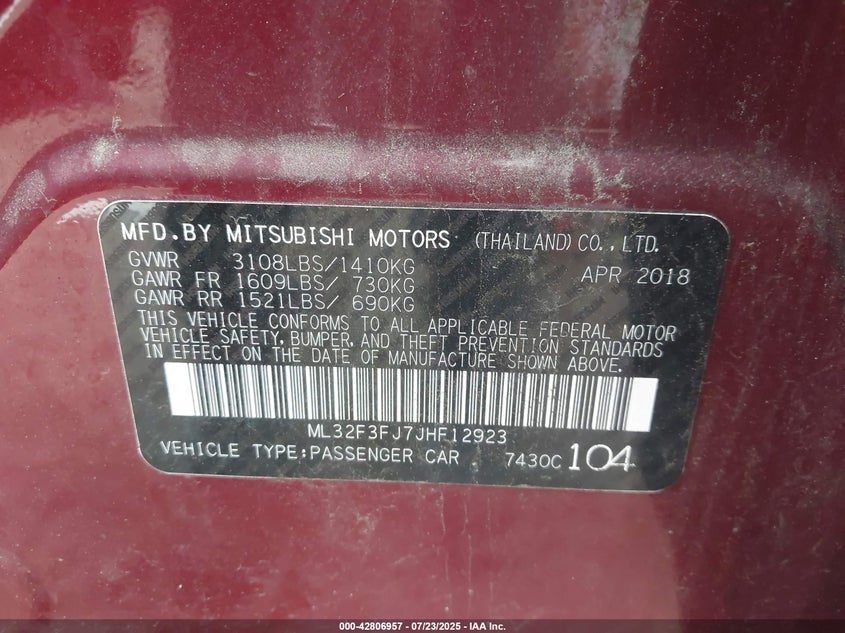 MFD.BY MITSUBISHI MOTORS (THAILAND) CO., LTD.
GVWR 3108LBS/1410KG
APR 2018
GAWR FR 1609LBS/ 730KG
GAWR RR 1521LBS/ 690KG
THIS VEHICLE CONFORMS TO ALL APPLICABLE FEDERAL MOTOR
VEHICLE SAFETY, BUMPER, AND THEFT PREVENTION STANDARDS
IN EFFECT ON THE DATE OF MANUFACTURE SHOWN ABOVE.
ML32F3FJ7JHF12923
VEHICLE TYPE:PASSENGER CAR 7430C 104
000-42806957 - 07/23/2025 - IAA Inc.